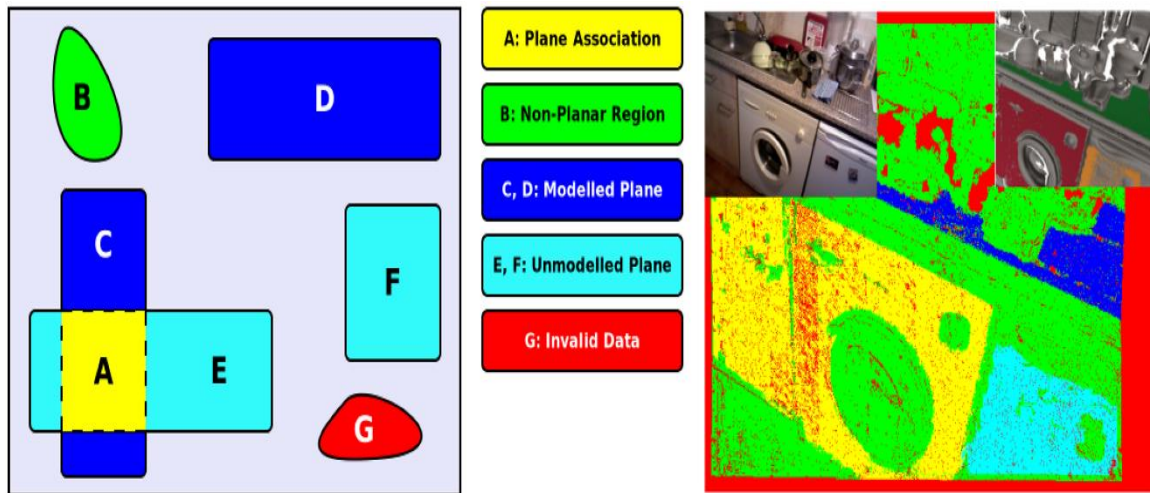 B
D
C
A
E
F
G
A: Plane Association
B: Non-Planar Region
C, D: Modelled Plane
E, F: Unmodelled Plane
G: Invalid Data